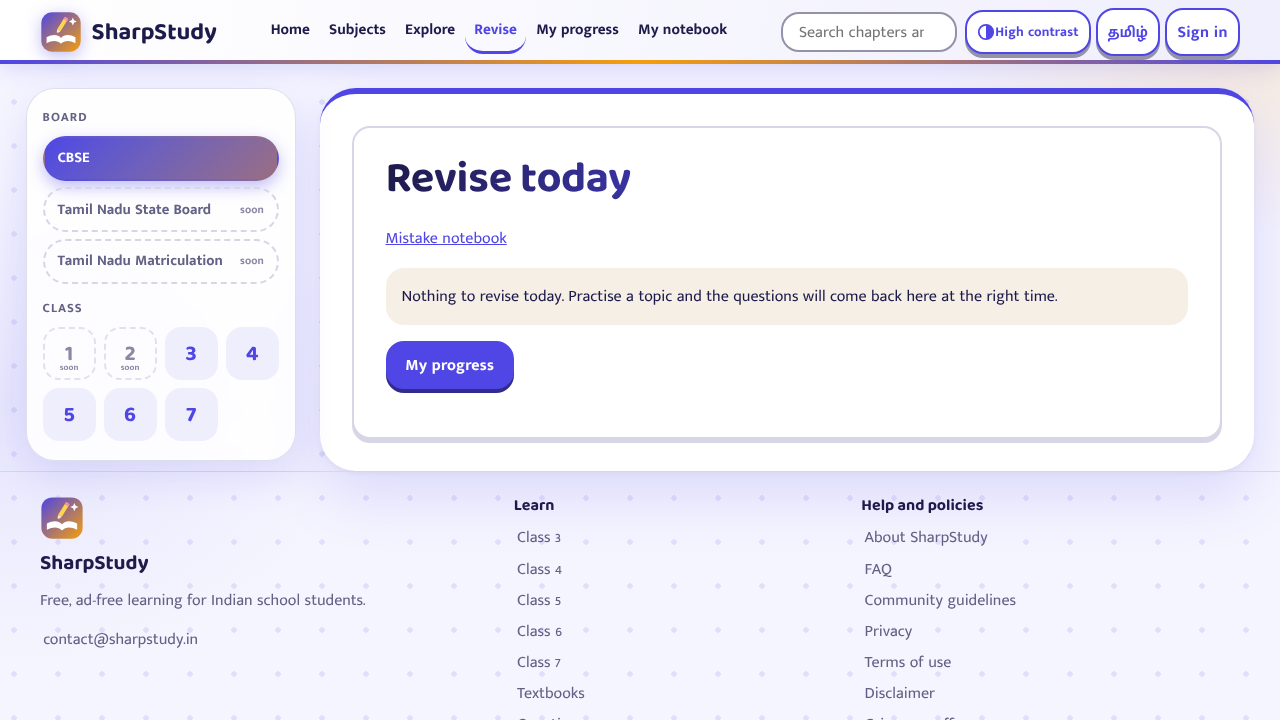 SharpStudy
Home Subjects Explore Revise My progress My notebook
Search chapters ar
High contrast
தமிழ்
Sign in
BOARD
CBSE
Tamil Nadu State Board soon
Tamil Nadu Matriculation soon
CLASS
1 soon
2 soon
3
4
5
6
7
Revise today
Mistake notebook
Nothing to revise today. Practise a topic and the questions will come back here at the right time.
My progress
SharpStudy
Free, ad-free learning for Indian school students.
contact@sharpstudy.in
Learn
Class 3
Class 4
Class 5
Class 6
Class 7
Textbooks
Help and policies
About SharpStudy
FAQ
Community guidelines
Privacy
Terms of use
Disclaimer